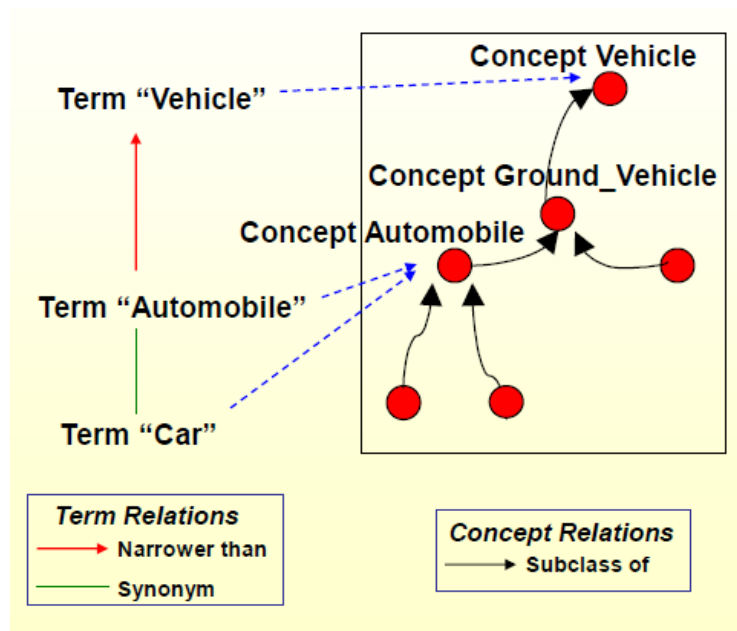 Concept Vehicle
Term “Vehicle”
Concept Ground_Vehicle
Concept Automobile
Term “Automobile”
Term “Car”
Term Relations
Narrower than
Synonym
Concept Relations
Subclass of